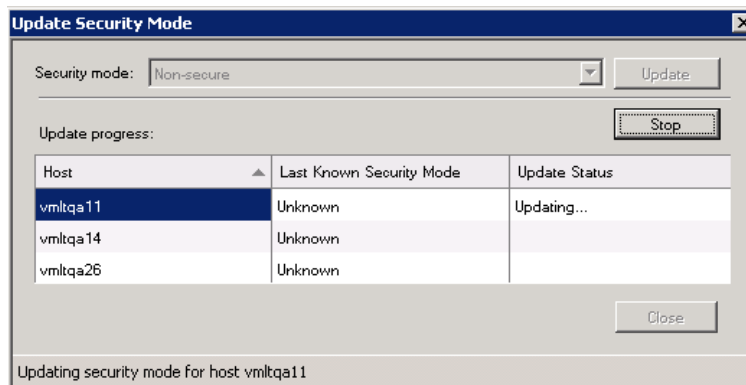 Update Security Mode
Security mode: Non-secure Update
Stop
Update progress:
Host Last Known Security Mode Update Status
vmltqa11 Unknown Updating...
vmltqa14 Unknown
vmltqa26 Unknown
Close
Updating security mode for host vmltqa11